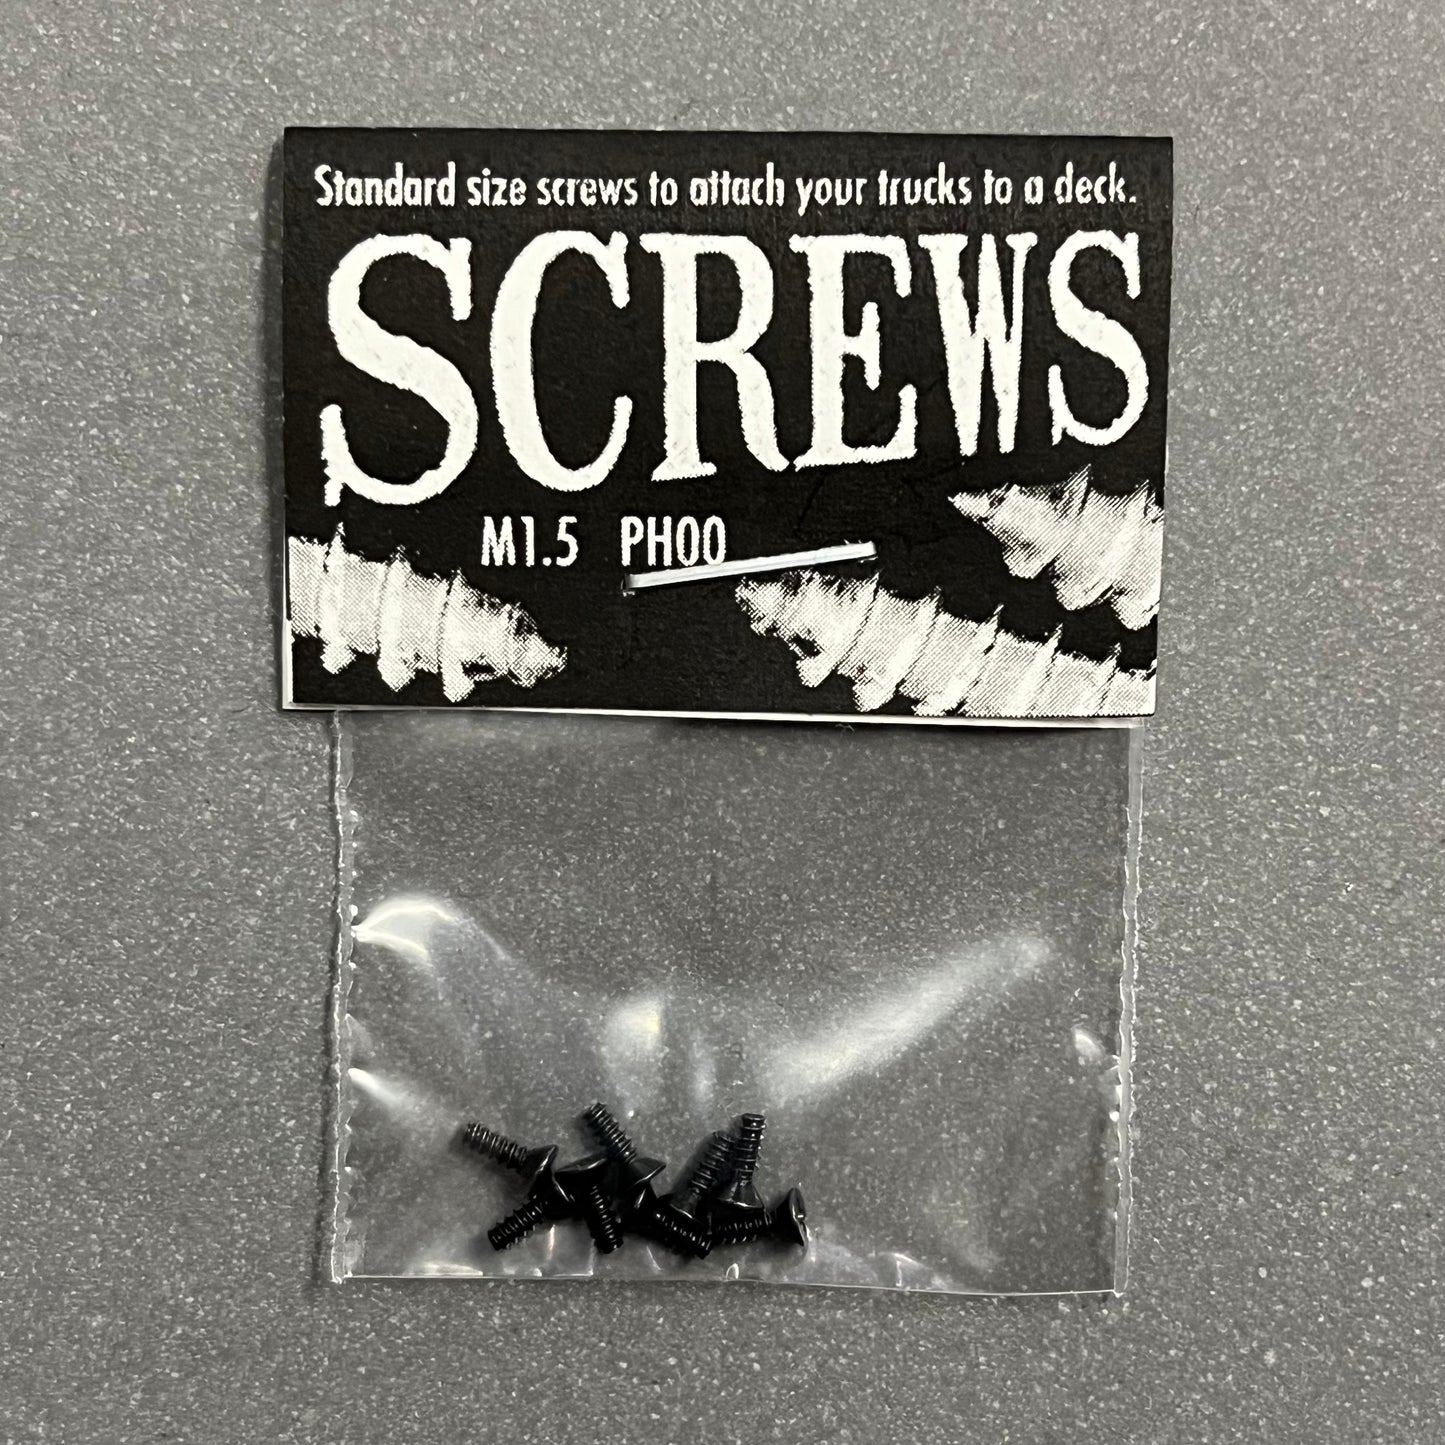 Standard size screws to attach your trucks to a deck.
SCREWS
M1.5 PH00